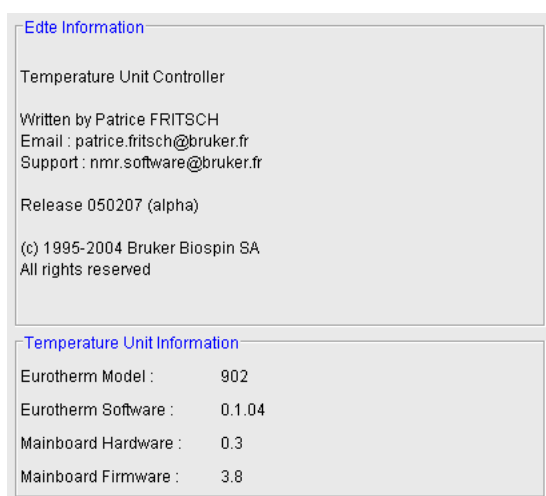 Edte Information
Temperature Unit Controller
Written by Patrice FRITSCH
Email : patrice.fritsch@bruker.fr
Support : nmr.software@bruker.fr
Release 050207 (alpha)
(c) 1995-2004 Bruker Biospin SA
All rights reserved
Temperature Unit Information
Eurotherm Model : 902
Eurotherm Software : 0.1.04
Mainboard Hardware : 0.3
Mainboard Firmware : 3.8